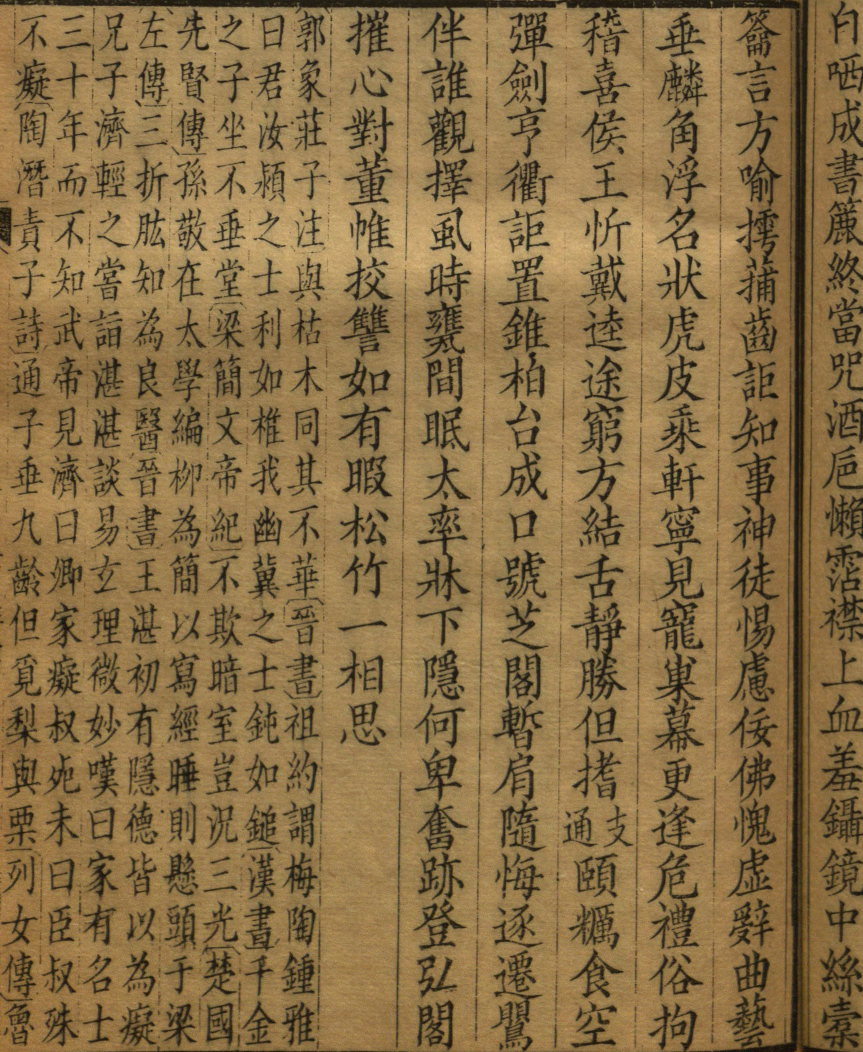 白哂成書簏終當咒酒巵懶霑襟上血羞鑷鏡中絲橐
籥言方喻摴蒱齒詎知事神徒惕慮佞佛愧虛辭曲藝
垂麟角浮名狀虎皮乘軒寧見寵巢幕更逢危禮俗拘
嵇喜侯王忻戴逵途窮方結舌靜勝但搘支通頤糲食空
彈劍亨衢詎置錐柏台成口號芝閣暫肩隨悔逐遷鸎
伴誰觀擇虱時甕間眠太率牀下隱何卑奮跡登弘閣
摧心對董帷挍讐如有暇松竹一相思
郭象莊子注與枯木同其不華晉書祖約謂梅陶鍾雅
曰君汝潁之士利如椎我幽冀之士鈍如鎚漢書千金
之子坐不垂堂梁簡文帝紀不欺暗室豈況三光楚國
先賢傳孫敬在太學編柳為簡以寫經睡則懸頭于梁
左傳三折肱知為良醫晉書王湛初有隱德皆以為癡
兄子濟輕之嘗詣湛湛談易玄理微妙嘆曰家有名士
三十年而不知武帝見濟曰卿家癡叔死未曰臣叔殊
不癡陶潛責子詩通子垂九齡但覓梨與栗列女傳魯